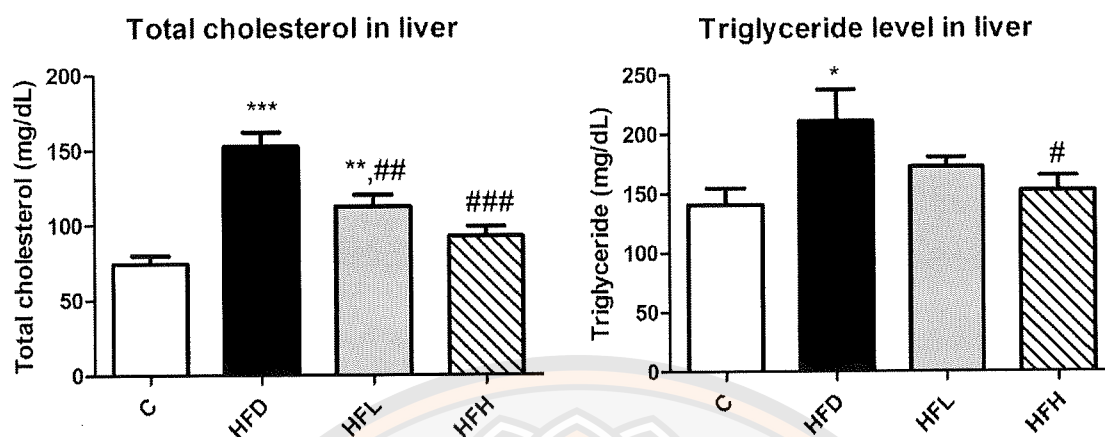 Total cholesterol in liver
Total cholesterol (mg/dL)
200
150
100
50
0
***
**,##
###
C
HFD
HFL
HFH
Triglyceride level in liver
Triglyceride (mg/dL)
250
200
150
100
50
0
*
#
C
HFD
HFL
HFH